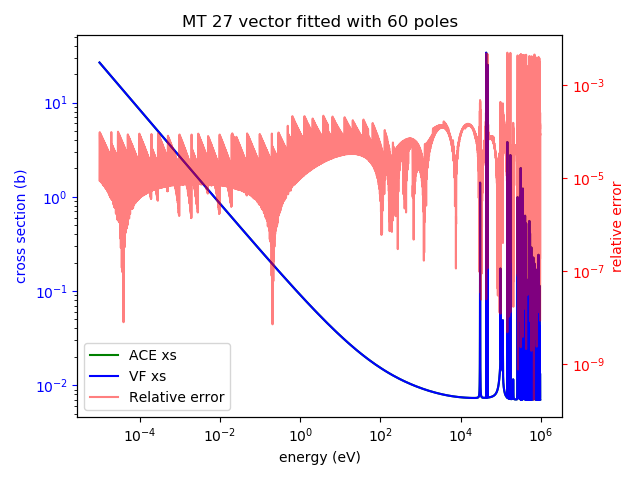 MT 27 vector fitted with 60 poles
10¹
10⁰
10⁻¹
10⁻²
cross section (b)
10⁻³
10⁻⁵
10⁻⁷
10⁻⁹
relative error
ACE xs
VF xs
Relative error
10⁻⁴ 10⁻² 10⁰ 10² 10⁴ 10⁶
energy (eV)